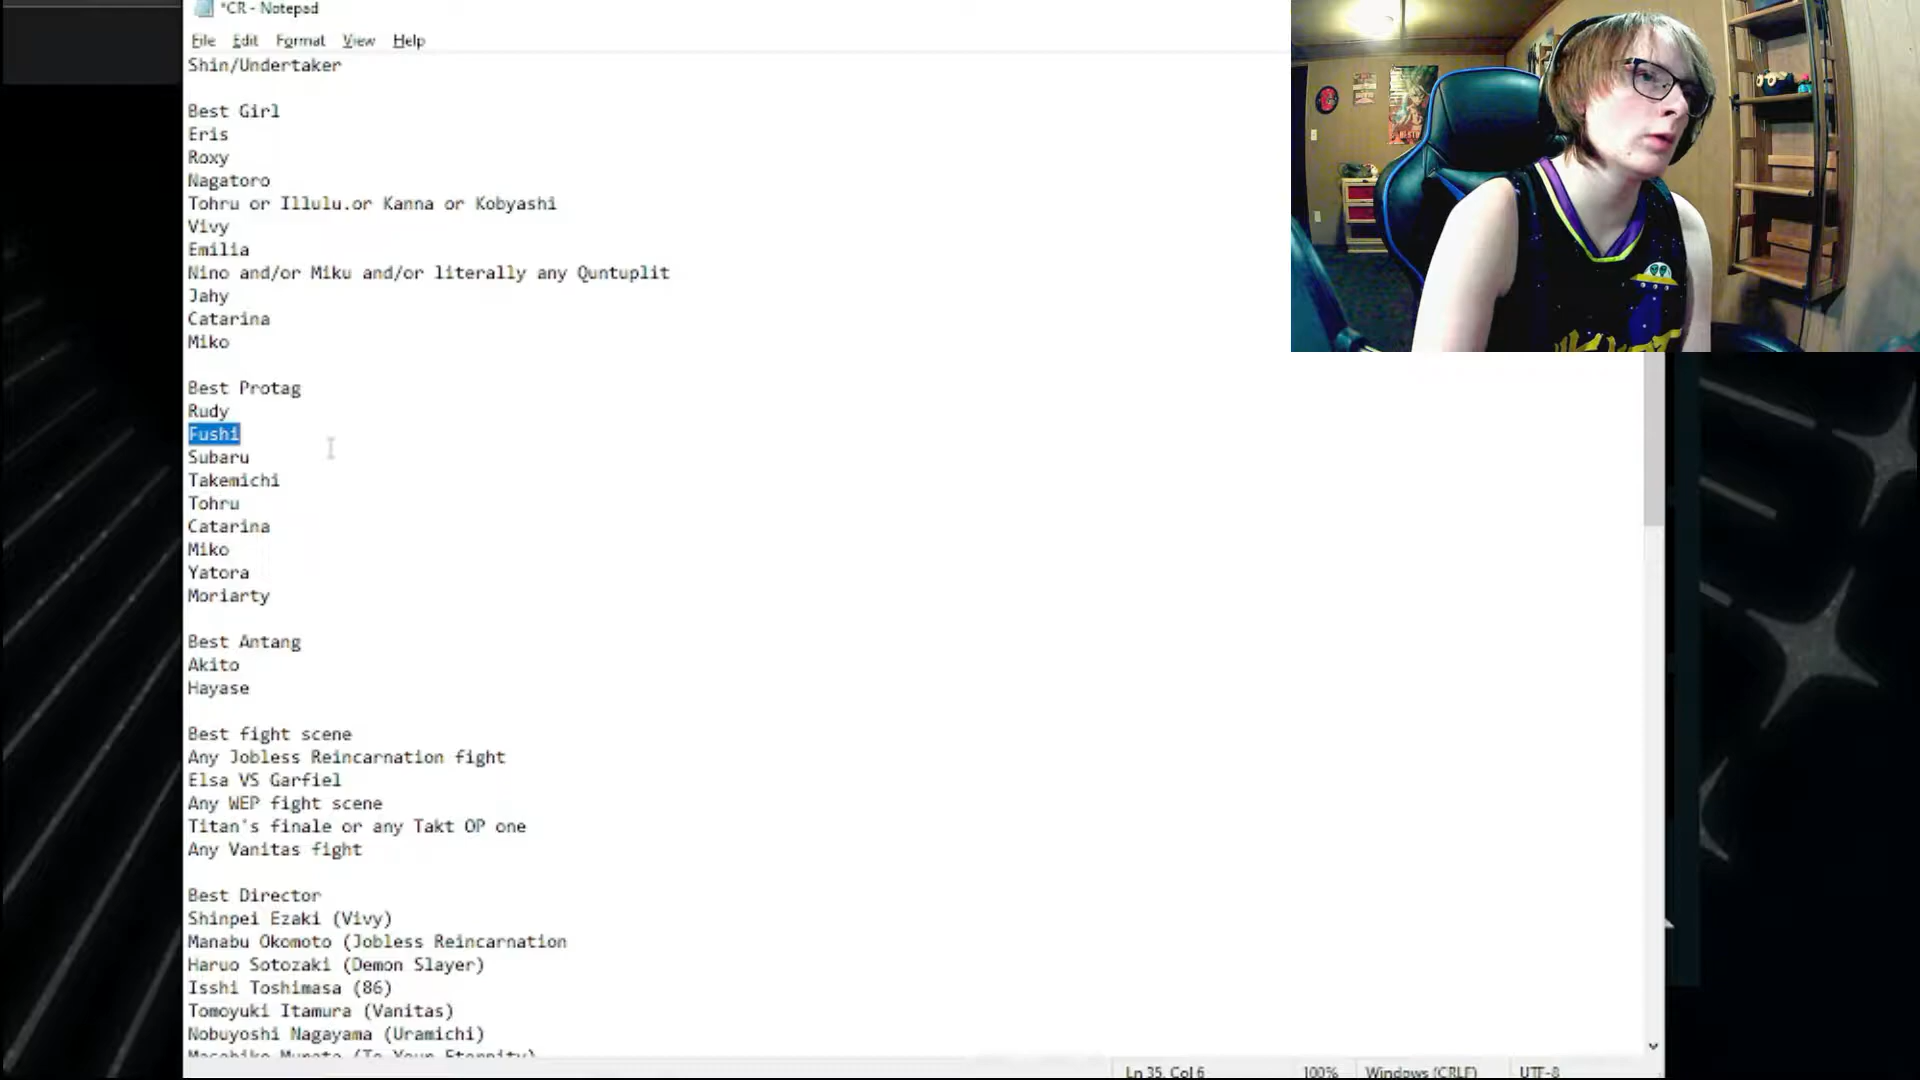 *CR - Notepad
File Edit Format View Help
Shin/Undertaker
Best Girl
Eris
Roxy
Nagatoro
Tohru or Illulu.or Kanna or Kobyashi
Vivy
Emilia
Nino and/or Miku and/or literally any Quntuplit
Jahy
Catarina
Miko
Best Protag
Rudy
Fushi
Subaru
Takemichi
Tohru
Catarina
Miko
Yatora
Moriarty
Best Antang
Akito
Hayase
Best fight scene
Any Jobless Reincarnation fight
Elsa VS Garfiel
Any WEP fight scene
Titan's finale or any Takt OP one
Any Vanitas fight
Best Director
Shinpei Ezaki (Vivy)
Manabu Okomoto (Jobless Reincarnation
Haruo Sotozaki (Demon Slayer)
Isshi Toshimasa (86)
Tomoyuki Itamura (Vanitas)
Nobuyoshi Nagayama (Uramichi)
Masahiko Murata (To Your Eternity)
Ln 35, Col 6 100% Windows (CRLF) UTF-8